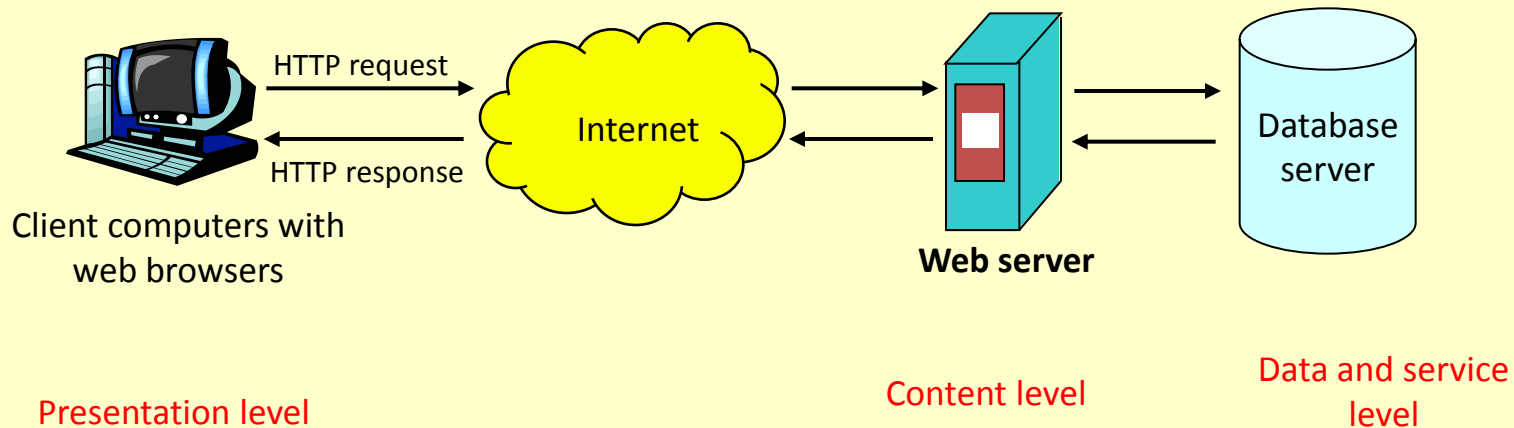 HTTP request
Internet
HTTP response
Client computers with
web browsers
Web server
Database
server
Presentation level
Content level
Data and service
level